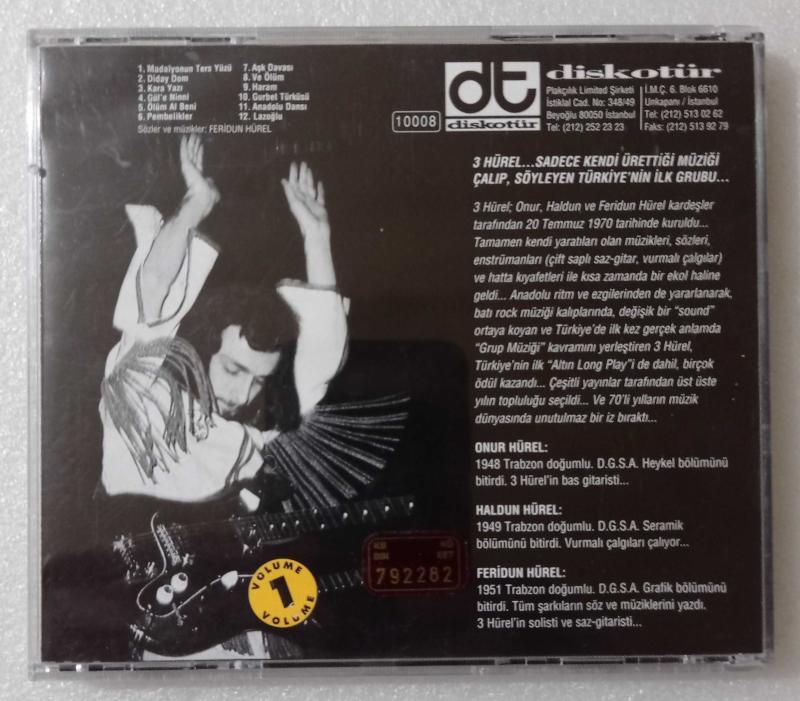 1. Madalyonun Ters Yüzü
2. Diday Dom
3. Kara Yazı
4. Gül'e Ninni
5. Ölüm Al Beni
6. Pembelikler
7. Aşk Davası
8. Ve Ölüm
9. Haram
10. Gurbet Türküsü
11. Anadolu Dansı
12. Lazoğlu
Sözler ve müzikler: FERİDUN HÜREL
10008
dt
diskotür
diskotür
Plakçılık Limited Şirketi
İstiklal Cad. No: 348/49
Beyoğlu 80050 İstanbul
Tel: (212) 252 23 23
İ.M.Ç. 6. Blok 6610
Unkapanı / İstanbul
Tel: (212) 513 02 62
Faks: (212) 513 92 79
3 HÜREL...SADECE KENDİ ÜRETTİĞİ MÜZİĞİ
ÇALIP, SÖYLEYEN TÜRKİYE'NİN İLK GRUBU...
3 Hürel; Onur, Haldun ve Feridun Hürel kardeşler
tarafından 20 Temmuz 1970 tarihinde kuruldu...
Tamamen kendi yaratıları olan müzikleri, sözleri,
enstrümanları (çift saplı saz-gitar, vurmalı çalgılar)
ve hatta kıyafetleri ile kısa zamanda bir ekol haline
geldi... Anadolu ritm ve ezgilerinden de yararlanarak,
batı rock müziği kalıplarında, değişik bir "sound"
ortaya koyan ve Türkiye'de ilk kez gerçek anlamda
"Grup Müziği" kavramını yerleştiren 3 Hürel,
Türkiye'nin ilk "Altın Long Play"i de dahil, birçok
ödül kazandı... Çeşitli yayınlar tarafından üst üste
yılın topluluğu seçildi... Ve 70'li yılların müzik
dünyasında unutulmaz bir iz bıraktı...
ONUR HÜREL:
1948 Trabzon doğumlu. D.G.S.A. Heykel bölümünü
bitirdi. 3 Hürel'in bas gitaristi...
HALDUN HÜREL:
1949 Trabzon doğumlu. D.G.S.A. Seramik
bölümünü bitirdi. Vurmalı çalgıları çalıyor...
FERİDUN HÜREL:
1951 Trabzon doğumlu. D.G.S.A. Grafik bölümünü
bitirdi. Tüm şarkıların söz ve müziklerini yazdı.
3 Hürel'in solisti ve saz-gitaristi...
VOLUME
1
VOLUME
792282